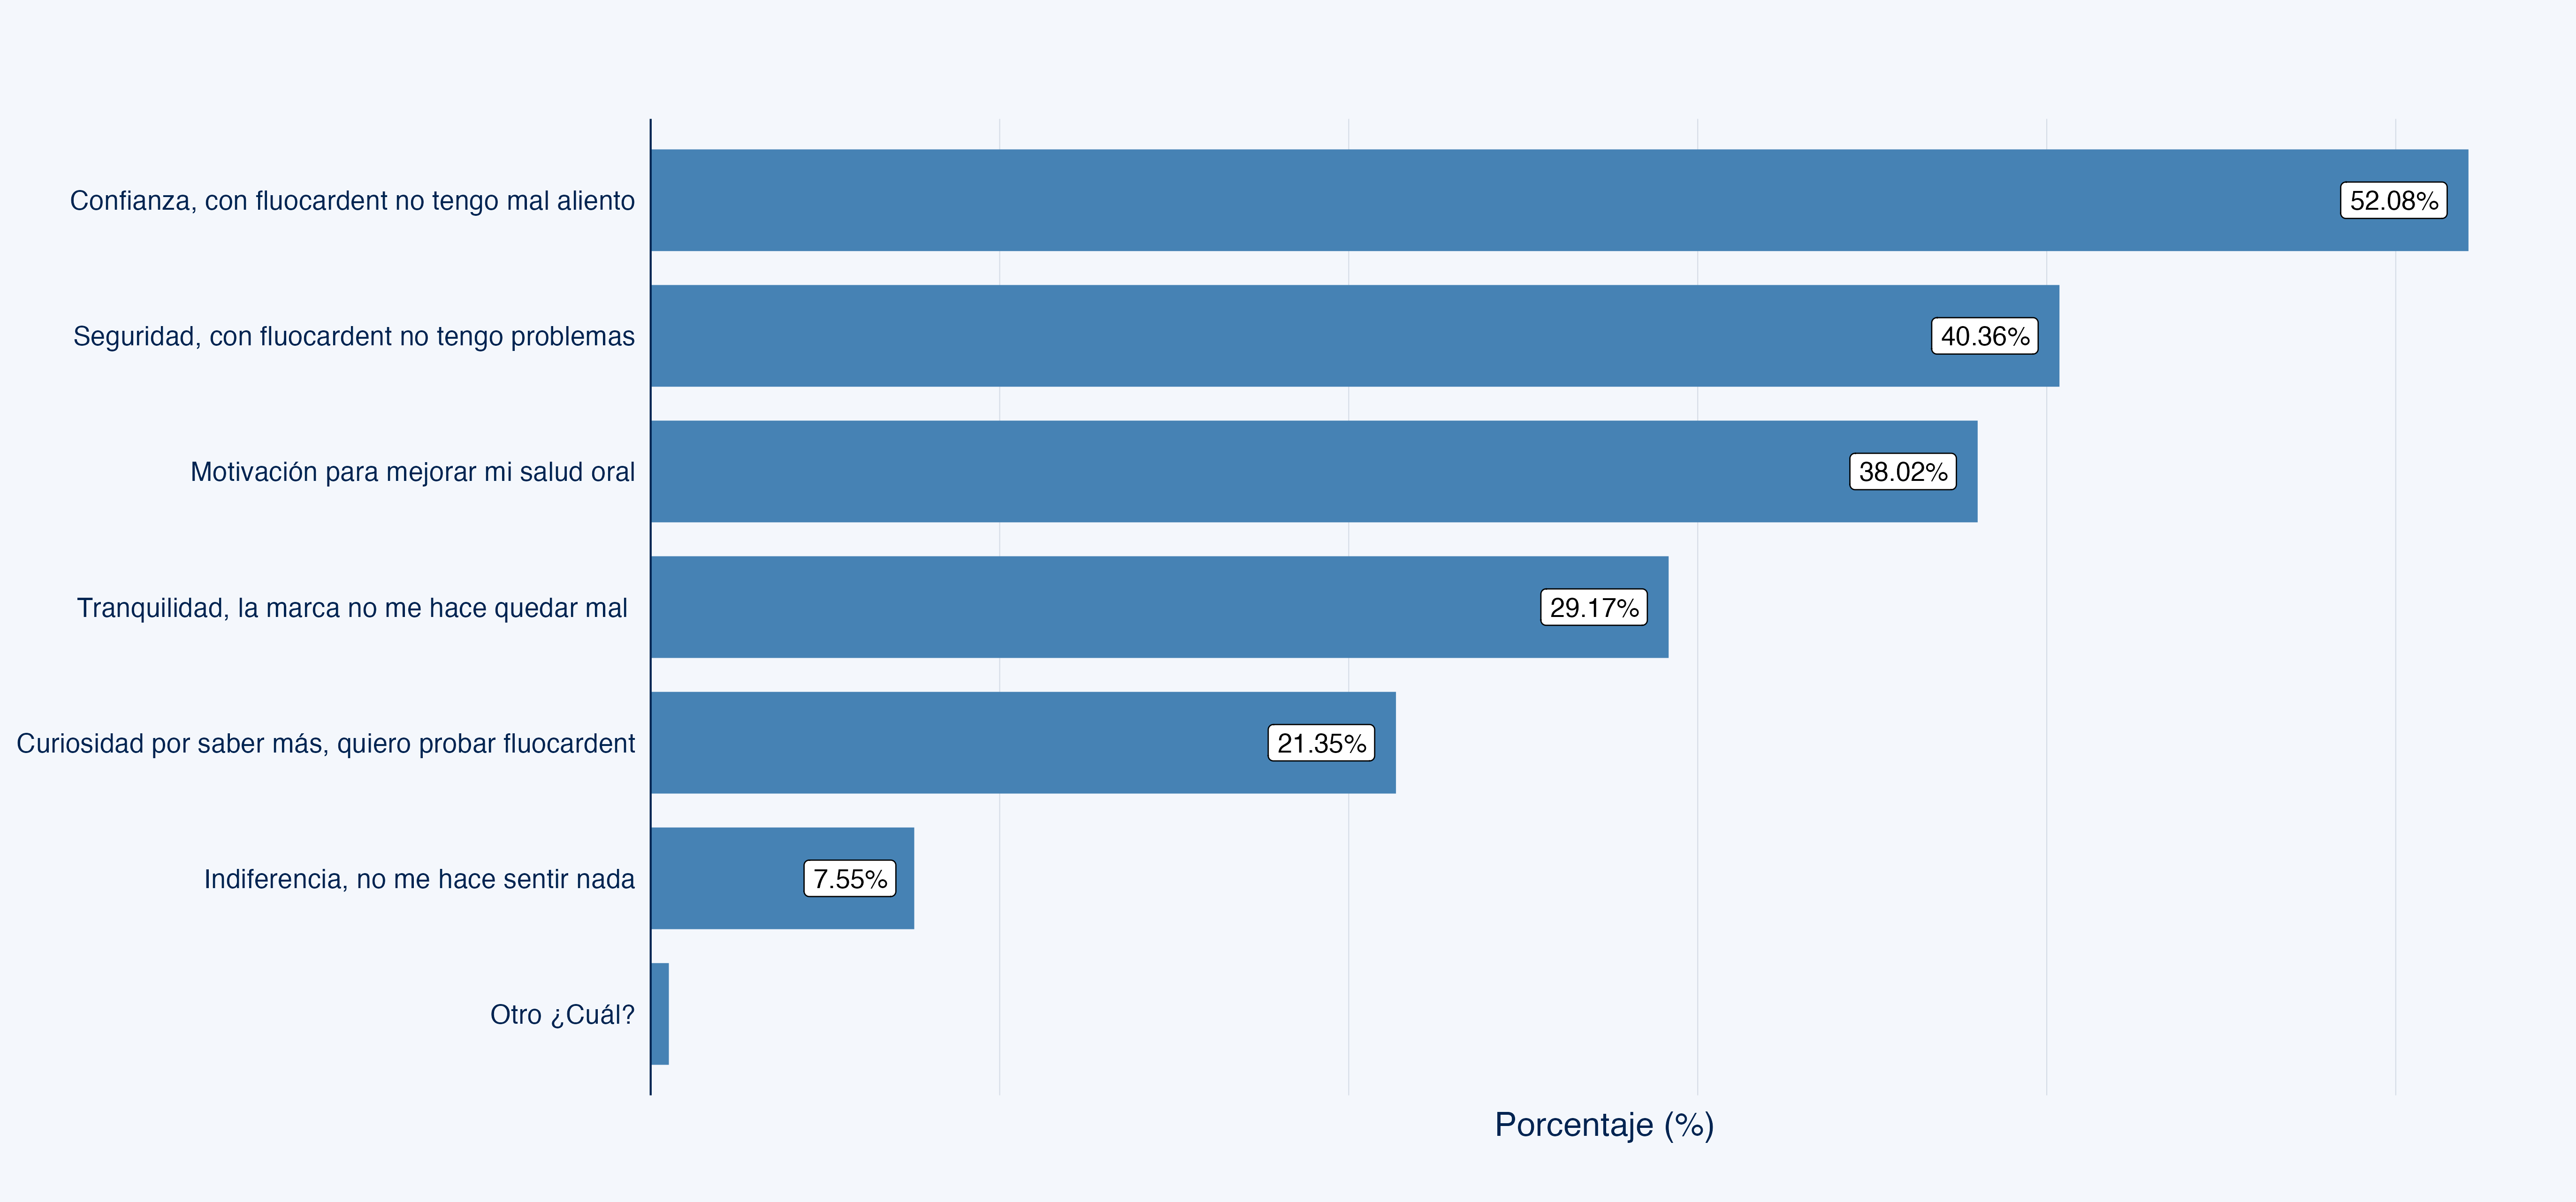 Confianza, con fluocardent no tengo mal aliento 52.08%
Seguridad, con fluocardent no tengo problemas 40.36%
Motivación para mejorar mi salud oral 38.02%
Tranquilidad, la marca no me hace quedar mal 29.17%
Curiosidad por saber más, quiero probar fluocardent 21.35%
Indiferencia, no me hace sentir nada 7.55%
Otro ¿Cuál?
Porcentaje (%)